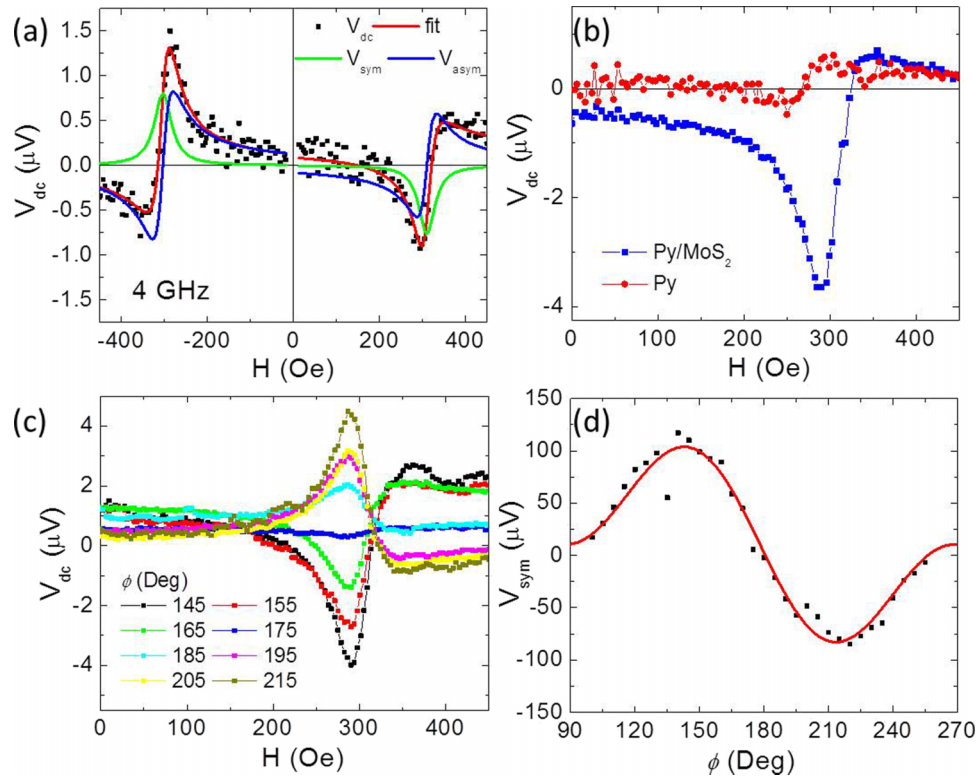 (a)
V_dc fit
V_sym V_asym
V_dc (μV)
1.5
1.0
0.5
0.0
-0.5
-1.0
-1.5
4 GHz
-400 -200 0 200 400
H (Oe)
(b)
V_dc (μV)
0
-2
-4
Py/MoS₂
Py
0 100 200 300 400
H (Oe)
(c)
V_dc (μV)
4
2
0
-2
-4
ϕ (Deg)
145 155
165 175
185 195
205 215
0 100 200 300 400
H (Oe)
(d)
V_sym (μV)
150
100
50
0
-50
-100
-150
90 120 150 180 210 240 270
ϕ (Deg)